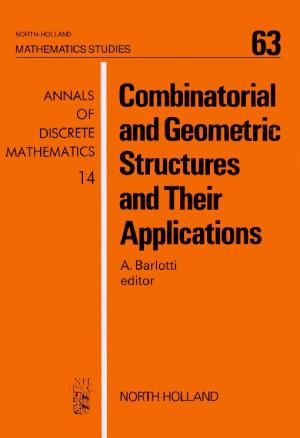 NORTH-HOLLAND
MATHEMATICS STUDIES
63
ANNALS
OF
DISCRETE
MATHEMATICS
14
Combinatorial
and Geometric
Structures
and Their
Applications
A. Barlotti
editor
NORTH-HOLLAND